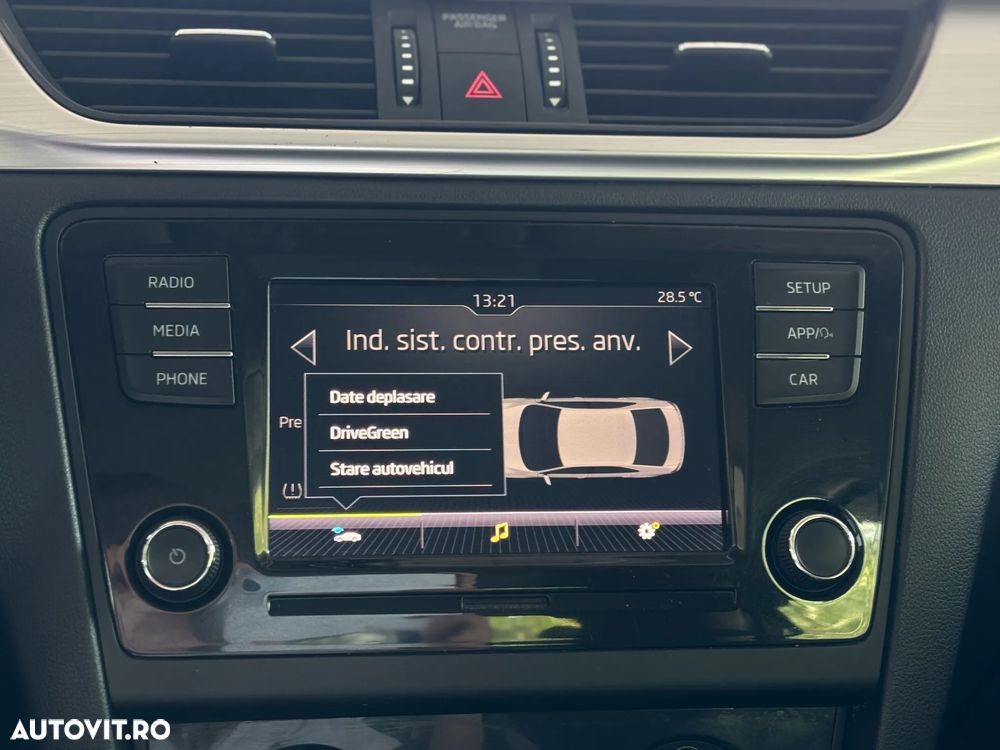 PASSENGER
AIR BAG
RADIO
MEDIA
PHONE
13:21
28.5 °C
Ind. sist. contr. pres. anv.
Pre
Date deplasare
DriveGreen
Stare autovehicul
SETUP
APP/
CAR
AUTOVIT.RO